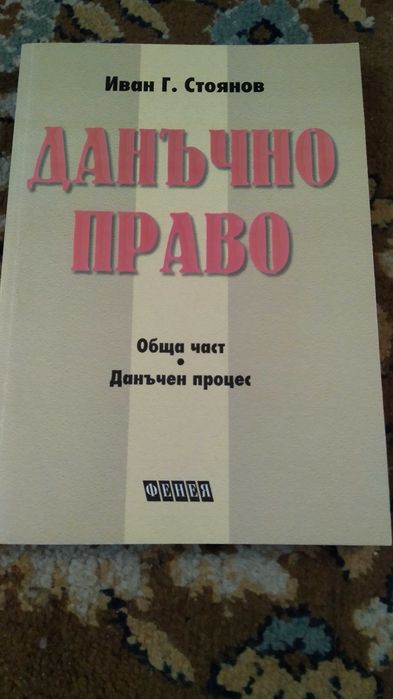 Иван Г. Стоянов
ДАНЪЧНО
ПРАВО
Обща част
•
Данъчен процес
ФЕНЕЯ